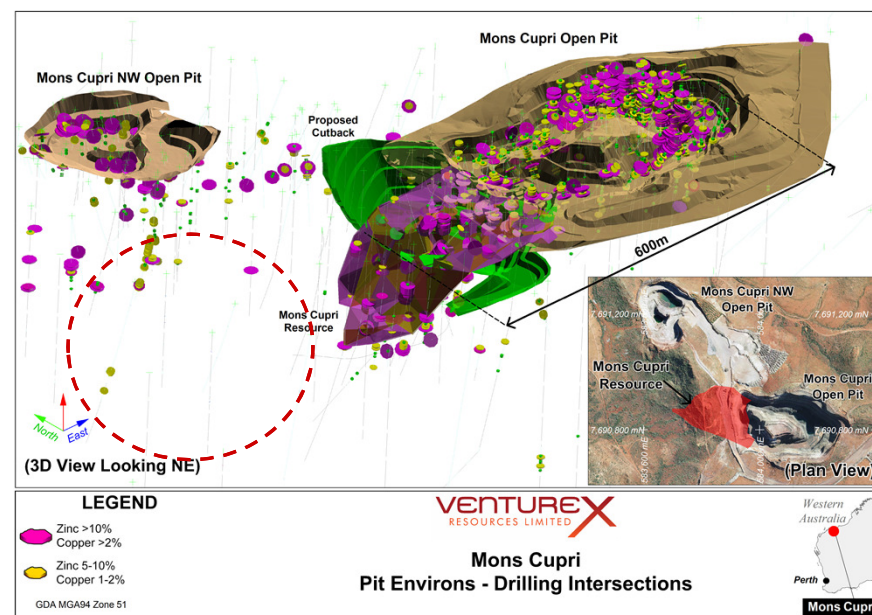 Mons Cupri Open Pit
Mons Cupri NW Open Pit
Proposed
Cutback
600m
Mons Cupri
Resource
North
East
(3D View Looking NE)
Mons Cupri NW
Open Pit
7,691,200 mN
7,691,200 mN
Mons Cupri
Resource
Mons Cupri
Open Pit
7,690,800 mN
7,690,800 mN
(Plan View)
LEGEND
Zinc >10%
Copper >2%
Zinc 5-10%
Copper 1-2%
GDA MGA94 Zone 51
VENTUREX
RESOURCES LIMITED
Mons Cupri
Pit Environs - Drilling Intersections
Western
Australia
Perth
Mons Cupri